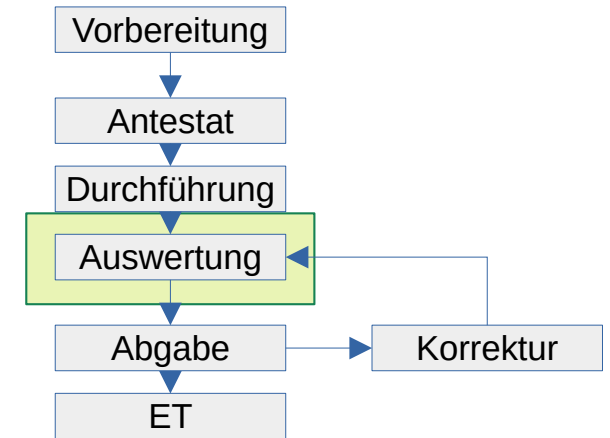 Vorbereitung
Antestat
Durchführung
Auswertung
Abgabe
Korrektur
ET